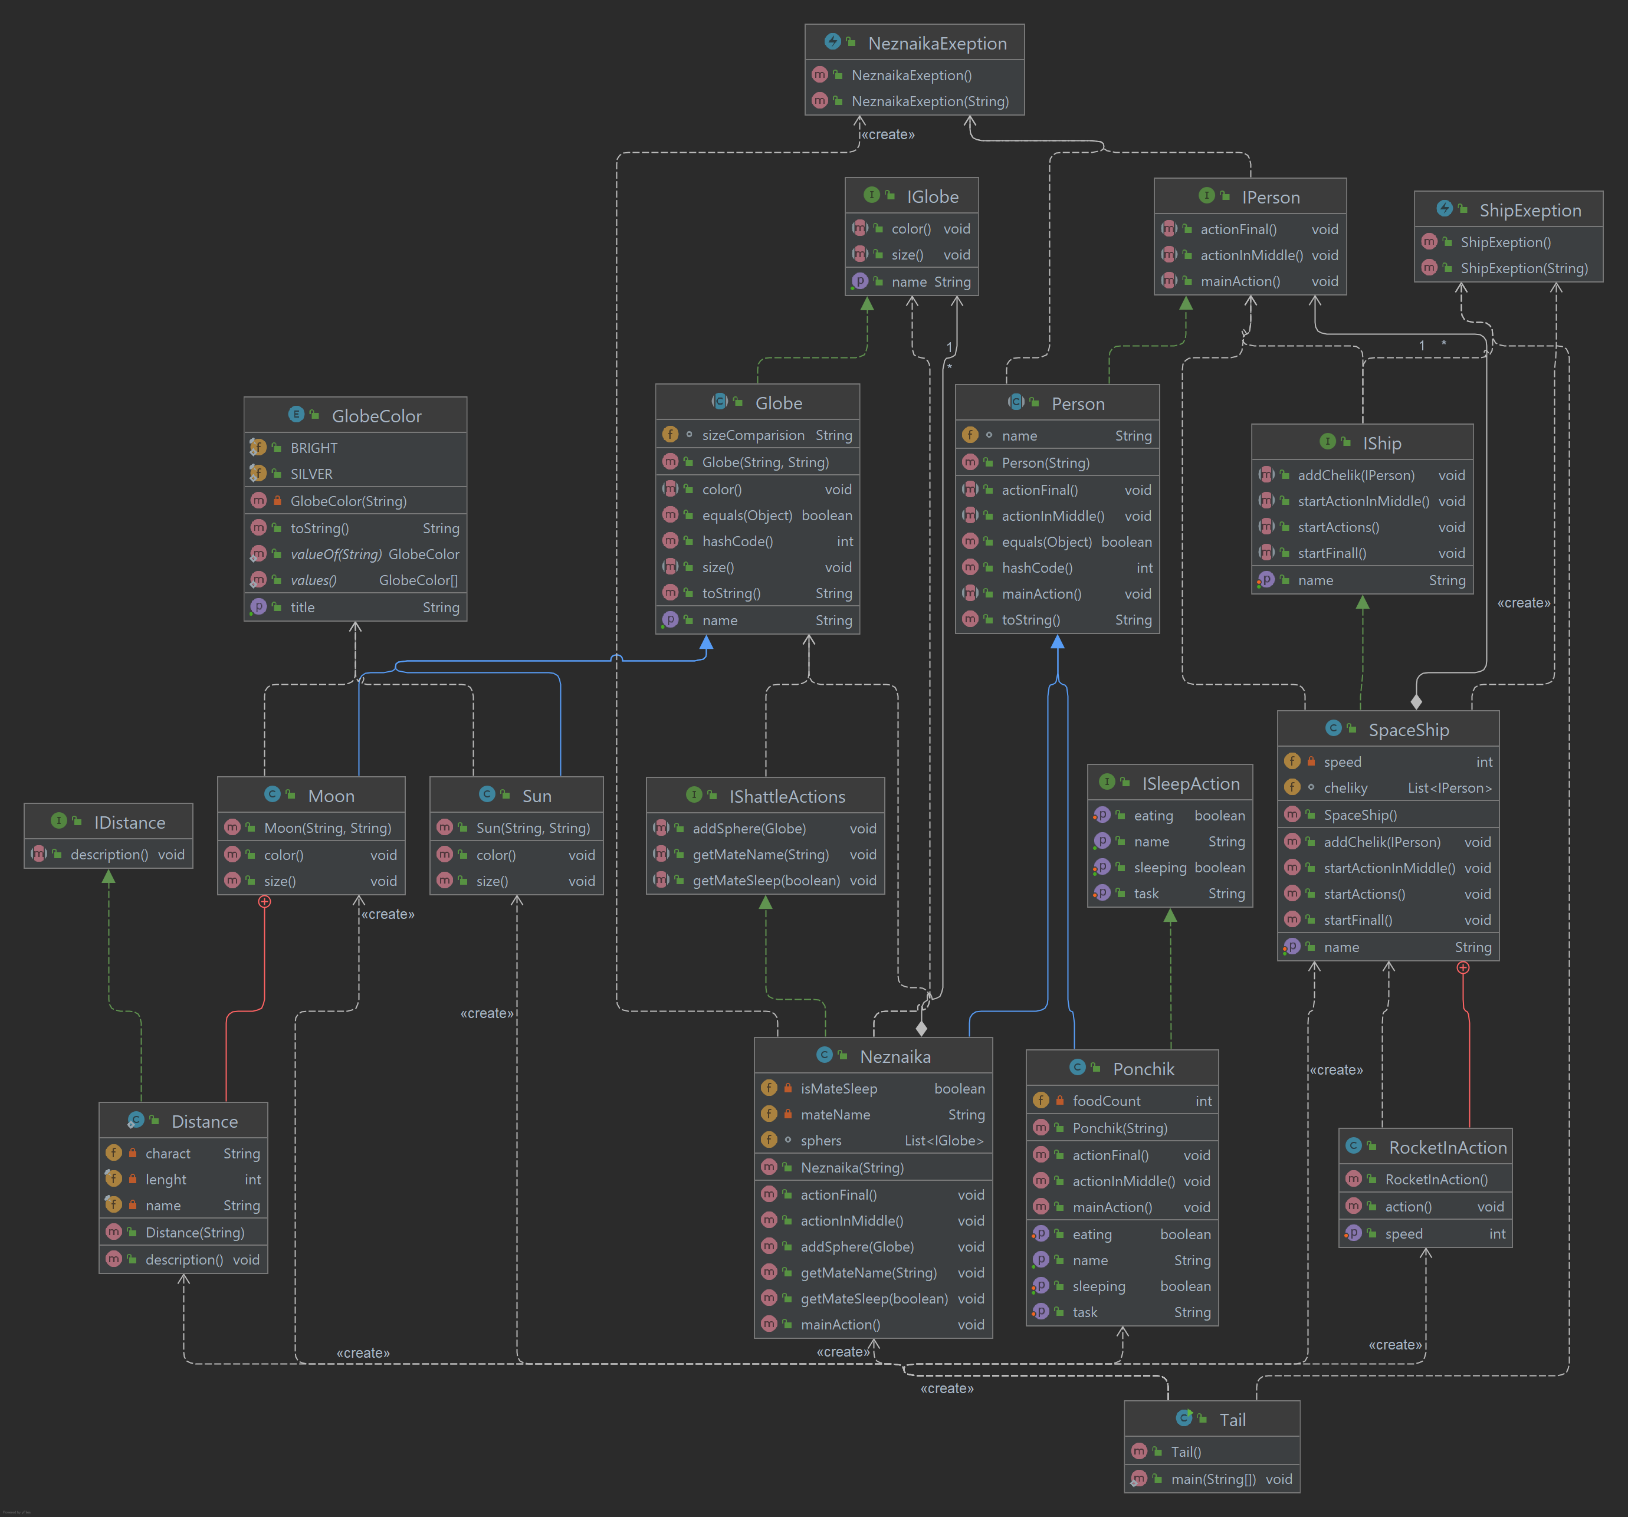 NeznaikaExeption
NeznaikaExeption()
NeznaikaExeption(String)
«create»
IGlobe
color() void
size() void
name String
IPerson
actionFinal() void
actionInMiddle() void
mainAction() void
ShipExeption
ShipExeption()
ShipExeption(String)
1
*
1 *
GlobeColor
BRIGHT
SILVER
GlobeColor(String)
toString() String
valueOf(String) GlobeColor
values() GlobeColor[]
title String
Globe
sizeComparision String
Globe(String, String)
color() void
equals(Object) boolean
hashCode() int
size() void
toString() String
name String
Person
name String
Person(String)
actionFinal() void
actionInMiddle() void
equals(Object) boolean
hashCode() int
mainAction() void
toString() String
IShip
addChelik(IPerson) void
startActionInMiddle() void
startActions() void
startFinall() void
name String
«create»
IDistance
description() void
Moon
Moon(String, String)
color() void
size() void
«create»
Sun
Sun(String, String)
color() void
size() void
IShattleActions
addSphere(Globe) void
getMateName(String) void
getMateSleep(boolean) void
ISleepAction
eating boolean
name String
sleeping boolean
task String
SpaceShip
speed int
cheliky List<IPerson>
SpaceShip()
addChelik(IPerson) void
startActionInMiddle() void
startActions() void
startFinall() void
name String
«create»
«create»
Distance
charact String
lenght int
name String
Distance(String)
description() void
Neznaika
isMateSleep boolean
mateName String
sphers List<IGlobe>
Neznaika(String)
actionFinal() void
actionInMiddle() void
addSphere(Globe) void
getMateName(String) void
getMateSleep(boolean) void
mainAction() void
Ponchik
foodCount int
Ponchik(String)
actionFinal() void
actionInMiddle() void
mainAction() void
eating boolean
name String
sleeping boolean
task String
RocketInAction
RocketInAction()
action() void
speed int
«create»
«create»
«create»
«create»
Tail
Tail()
main(String[]) void